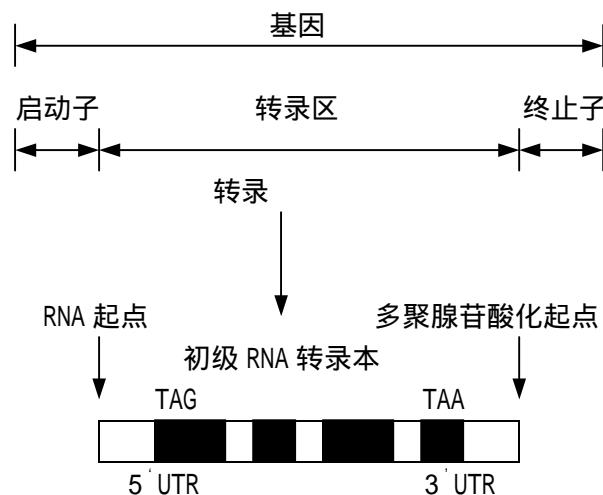 基因
启动子 转录区 终止子
转录
RNA 起点 多聚腺苷酸化起点
初级 RNA 转录本
TAG TAA
5 ' UTR 3 ' UTR